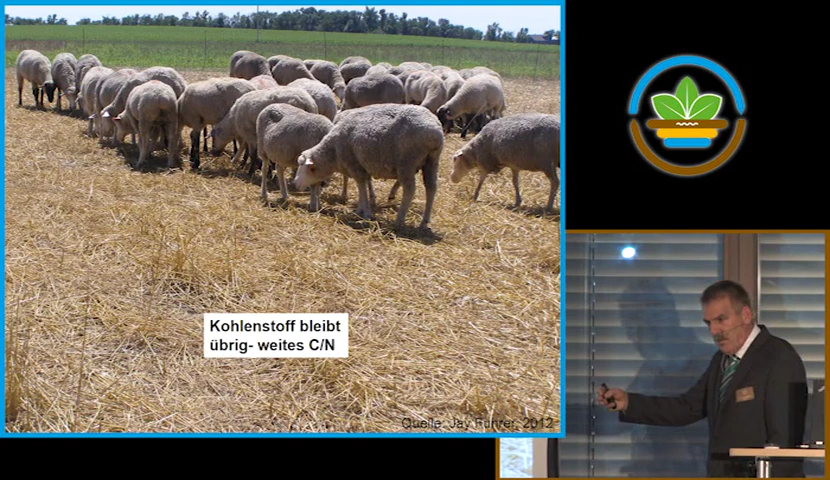 Kohlenstoff bleibt
übrig- weites C/N
Quelle: Jay Fuhrer, 2012